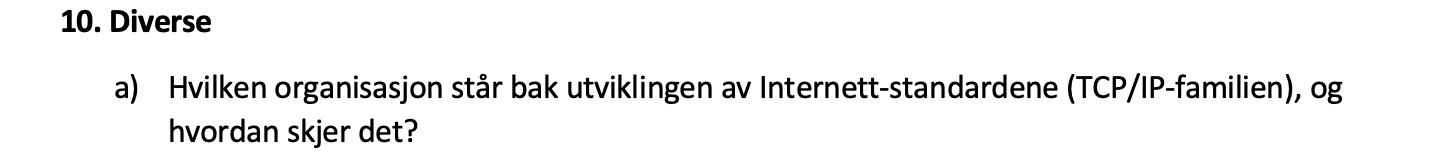 10. Diverse
a) Hvilken organisasjon står bak utviklingen av Internett-standardene (TCP/IP-familien), og
hvordan skjer det?